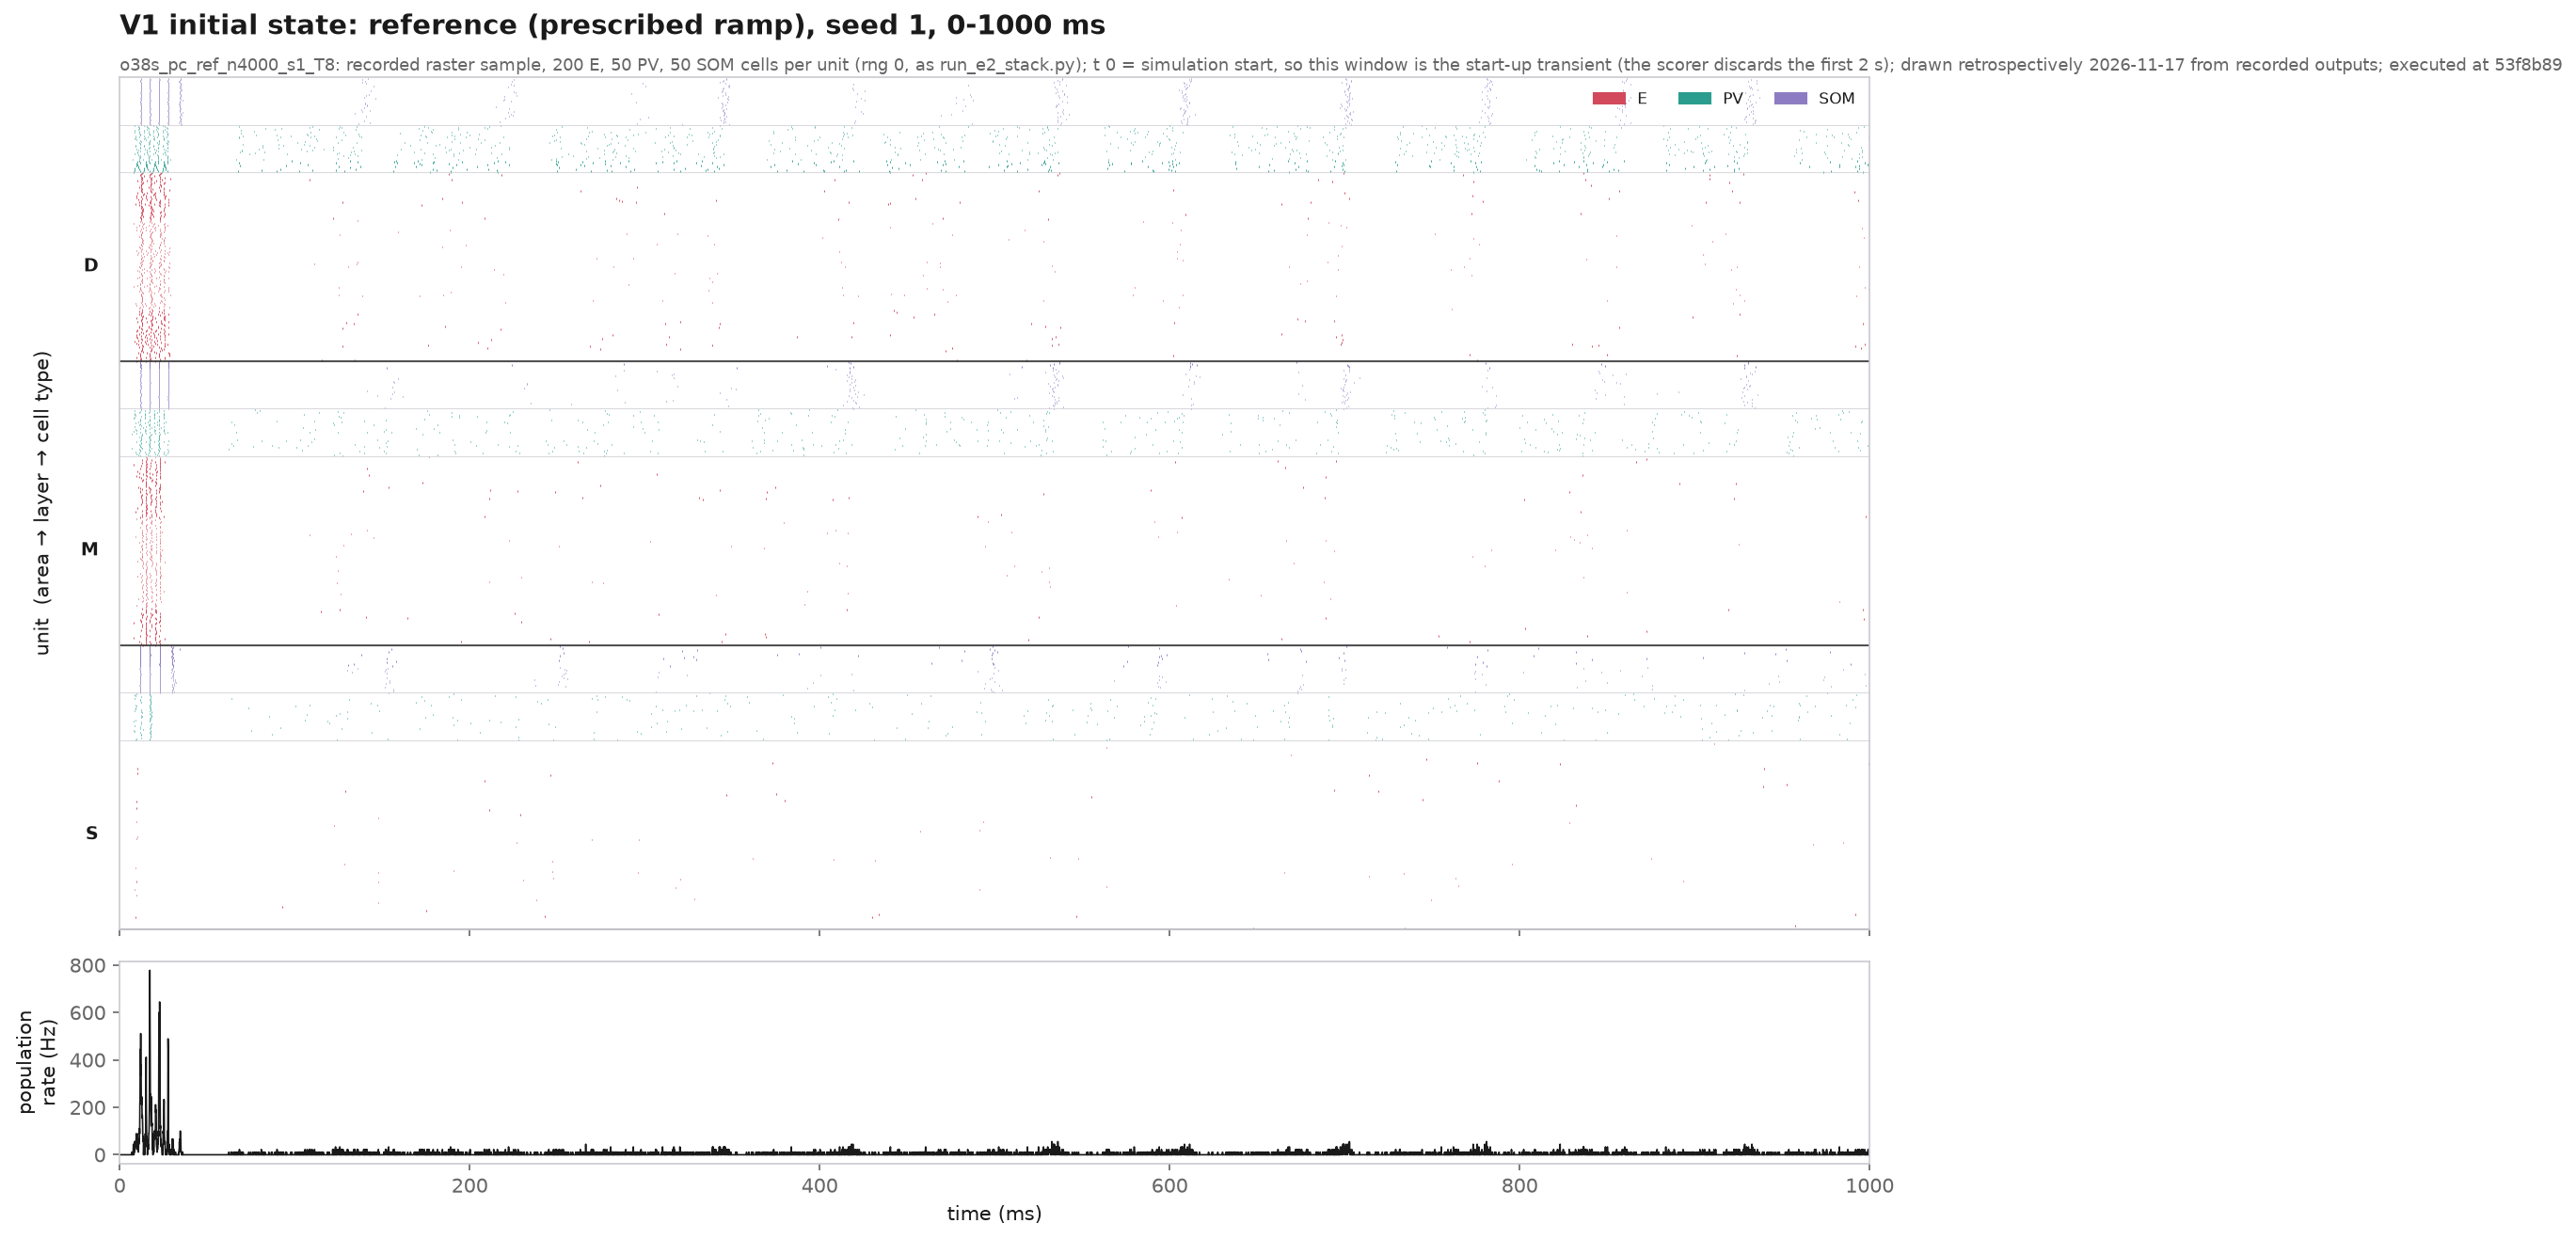 V1 initial state: reference (prescribed ramp), seed 1, 0-1000 ms
o38s_pc_ref_n4000_s1_T8: recorded raster sample, 200 E, 50 PV, 50 SOM cells per unit (rng 0, as run_e2_stack.py); t 0 = simulation start, so this window is the start-up transient (the scorer discards the first 2 s); drawn retrospectively 2026-11-17 from recorded outputs; executed at 53f8b89
E PV SOM
D
M
S
unit (area → layer → cell type)
800
600
400
200
0
population
rate (Hz)
0 200 400 600 800 1000
time (ms)